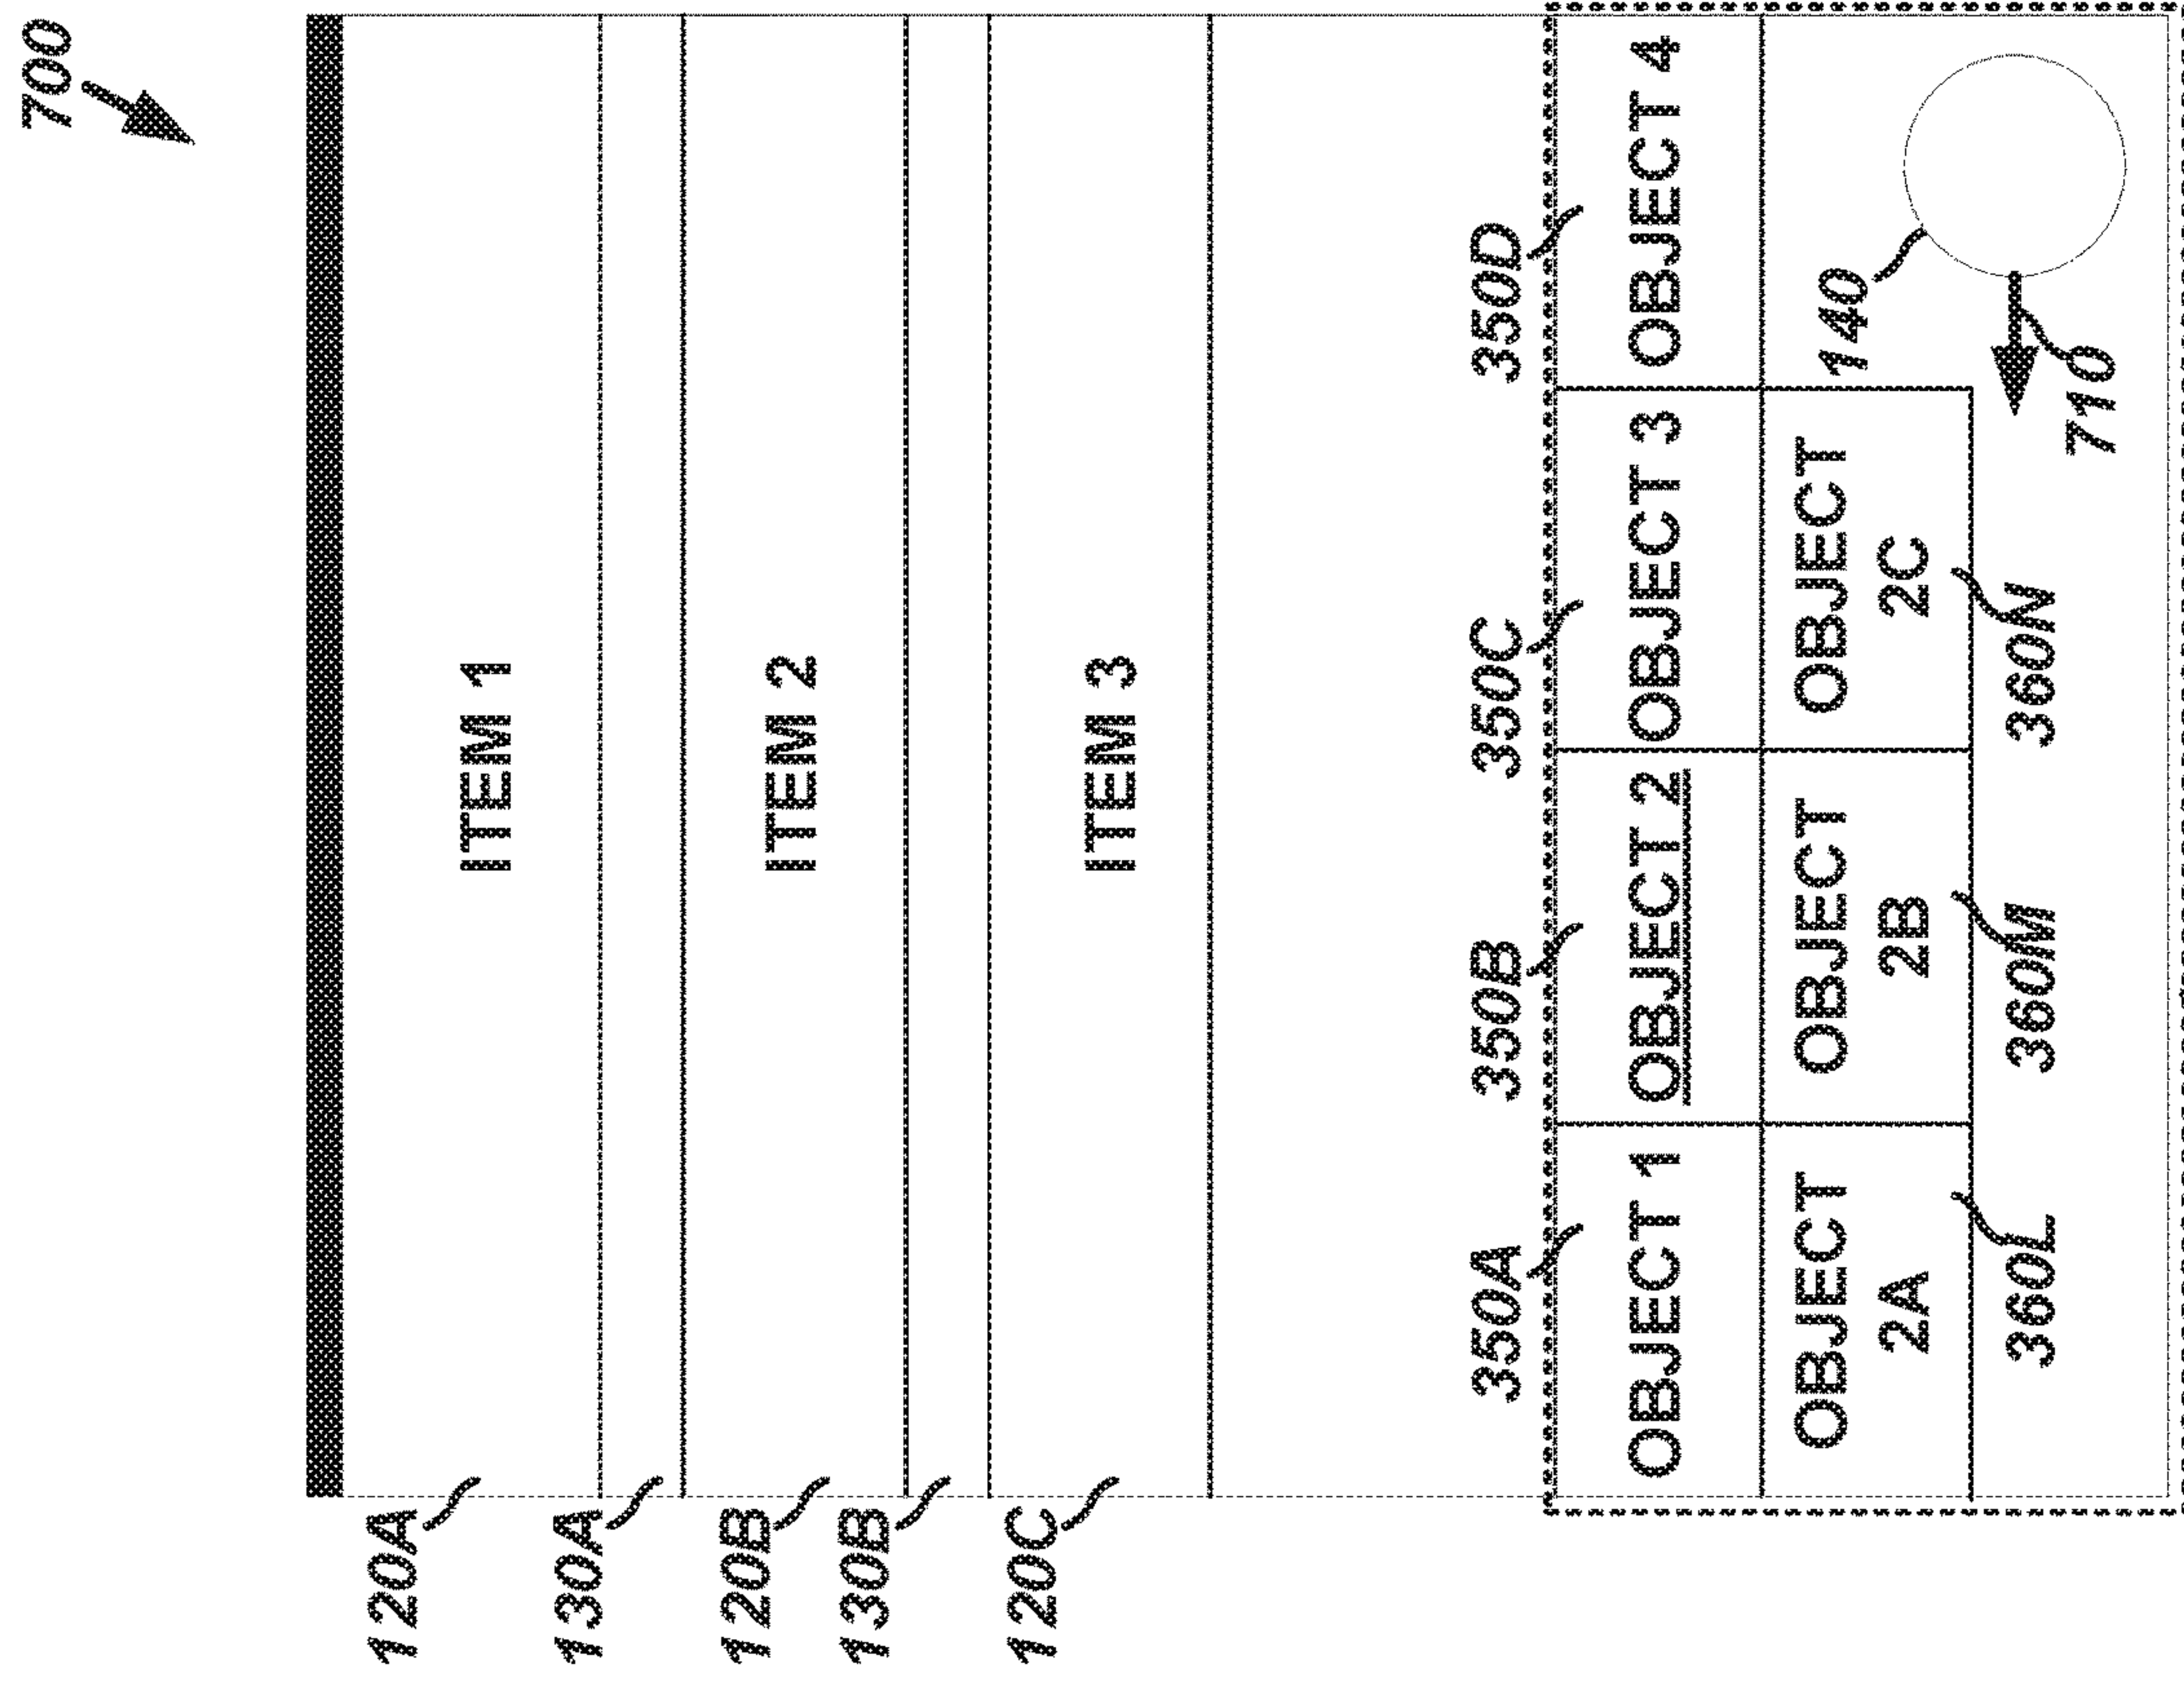 700
120A
ITEM 1
130A
120B
ITEM 2
130B
120C
ITEM 3
350A 350B 350C 350D
OBJECT 1 OBJECT 2 OBJECT 3 OBJECT 4
OBJECT
2A
OBJECT
2B
OBJECT
2C
140
360L 360M 360N
710